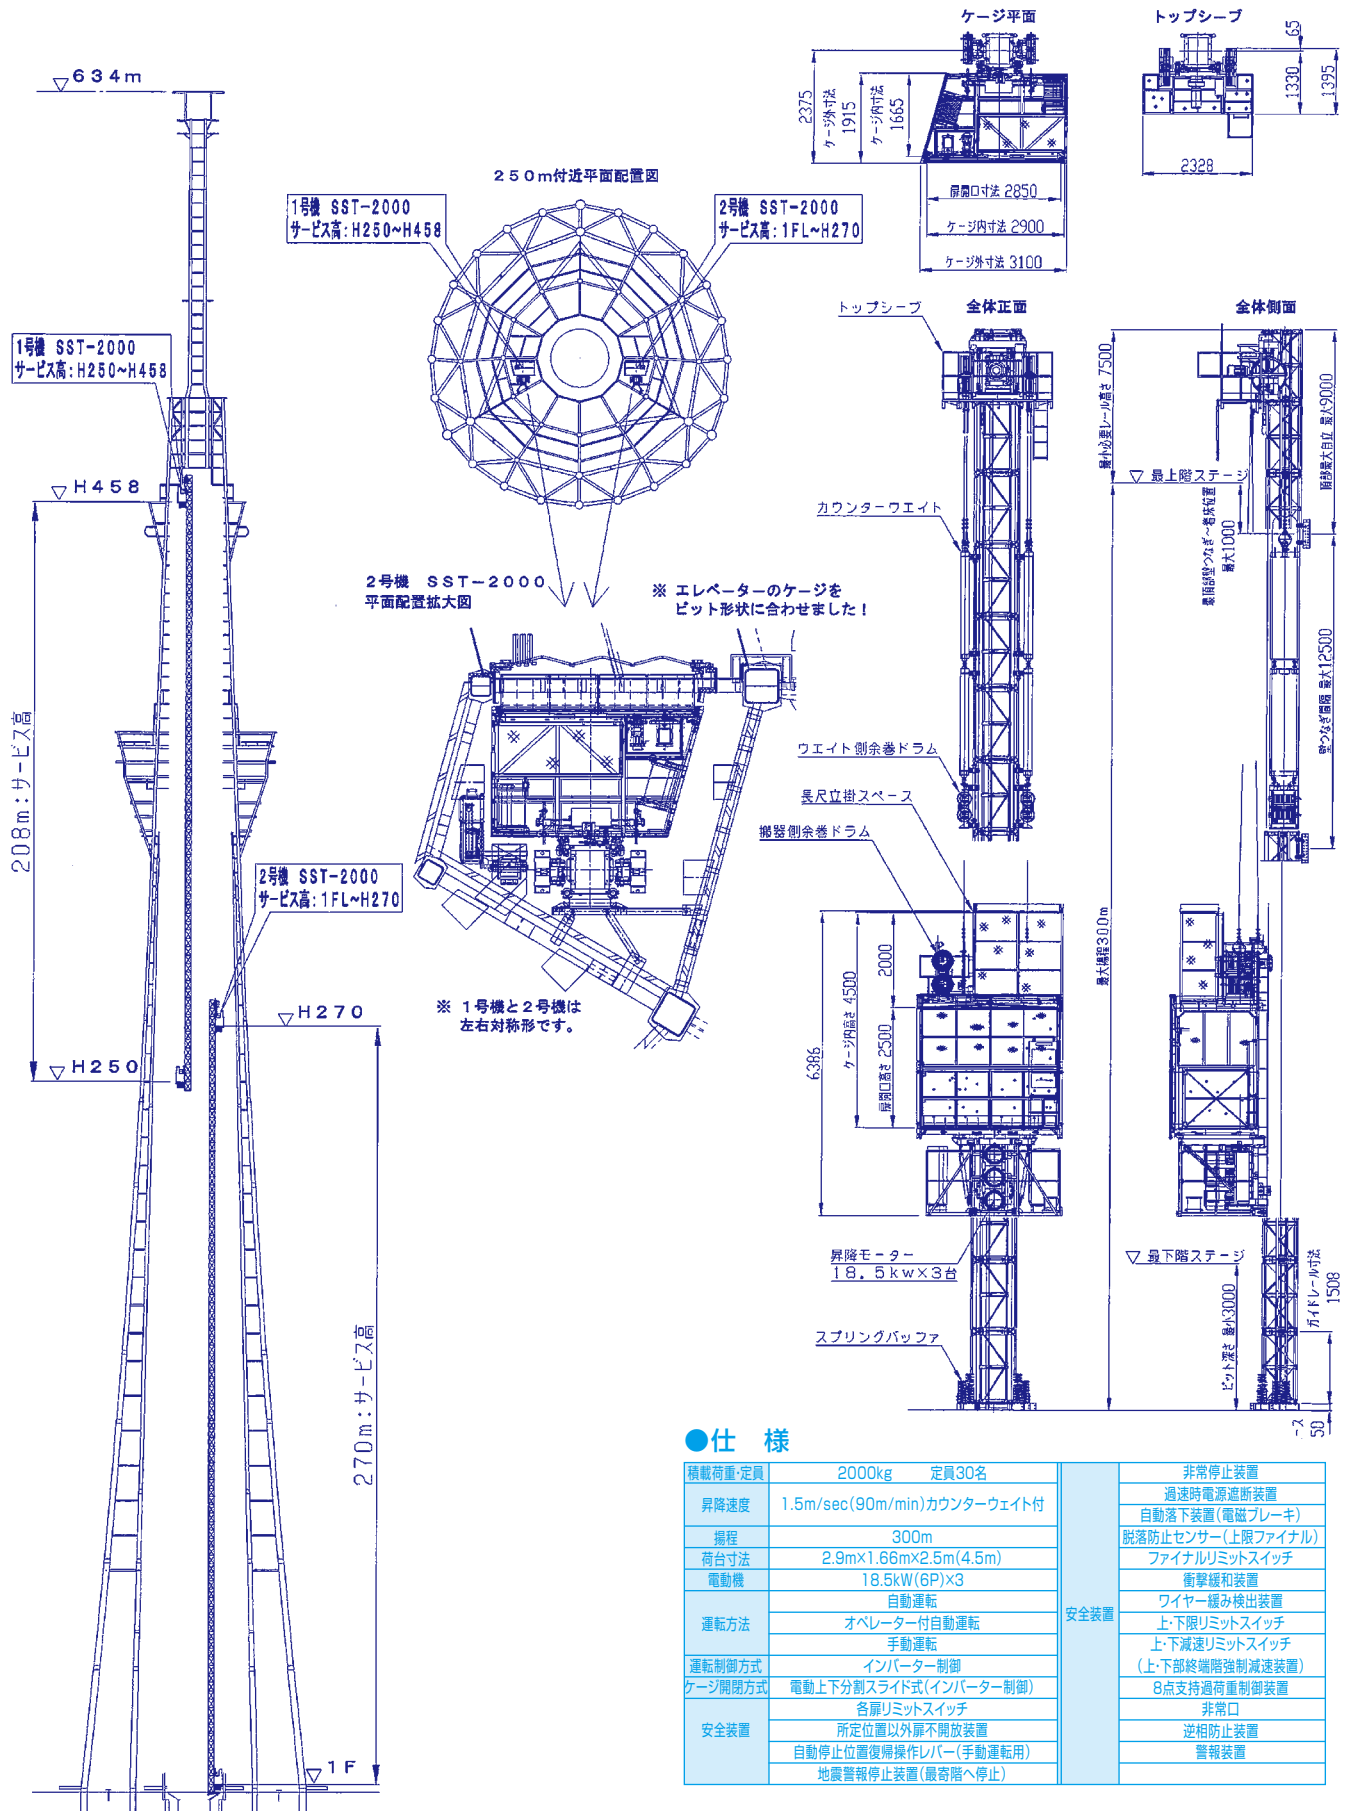 634m
1号機 SST-2000
サービス高:H250~H458
H458
208m:サービス高
H250
2号機 SST-2000
サービス高:1FL~H270
H270
270m:サービス高
1F
250m付近平面配置図
1号機 SST-2000
サービス高:H250~H458
2号機 SST-2000
サービス高:1FL~H270
2号機 SST-2000
平面配置拡大図
※ エレベーターのケージを
ピット形状に合わせました!
※ 1号機と2号機は
左右対称形です。
ケージ平面
2375
ケージ外寸法
1915
ケージ内寸法
1665
扉開口寸法 2850
ケージ内寸法 2900
ケージ外寸法 3100
トップシーブ
65
1330
1395
2328
全体正面
トップシーブ
カウンターウエイト
ウエイト側余巻ドラム
長尺立掛スペース
搬器側余巻ドラム
6386
ケージ内高さ 4500
2000
扉開口高さ 2500
昇降モーター
18.5kw×3台
スプリングバッファ
全体側面
最小必要レール高さ 7500
頂部最大自立 最大9000
最上階ステージ
最頂部壁つなぎ~着床位置
最大1000
壁つなぎ間隔 最大12500
最大揚程300m
最下階ステージ
ピット深さ 最小3000
ガイドレール寸法
1508
50
●仕 様
積載荷重・定員 2000kg 定員30名
昇降速度 1.5m/sec(90m/min)カウンターウェイト付
揚程 300m
荷台寸法 2.9m×1.66m×2.5m(4.5m)
電動機 18.5kW(6P)×3
運転方法
自動運転
オペレーター付自動運転
手動運転
運転制御方式 インバーター制御
ケージ開閉方式 電動上下分割スライド式(インバーター制御)
安全装置
各扉リミットスイッチ
所定位置以外扉不開放装置
自動停止位置復帰操作レバー(手動運転用)
地震警報停止装置(最寄階へ停止)
安全装置
非常停止装置
過速時電源遮断装置
自動落下装置(電磁ブレーキ)
脱落防止センサー(上限ファイナル)
ファイナルリミットスイッチ
衝撃緩和装置
ワイヤー緩み検出装置
上・下限リミットスイッチ
上・下減速リミットスイッチ
(上・下部終端階強制減速装置)
8点支持過荷重制御装置
非常口
逆相防止装置
警報装置